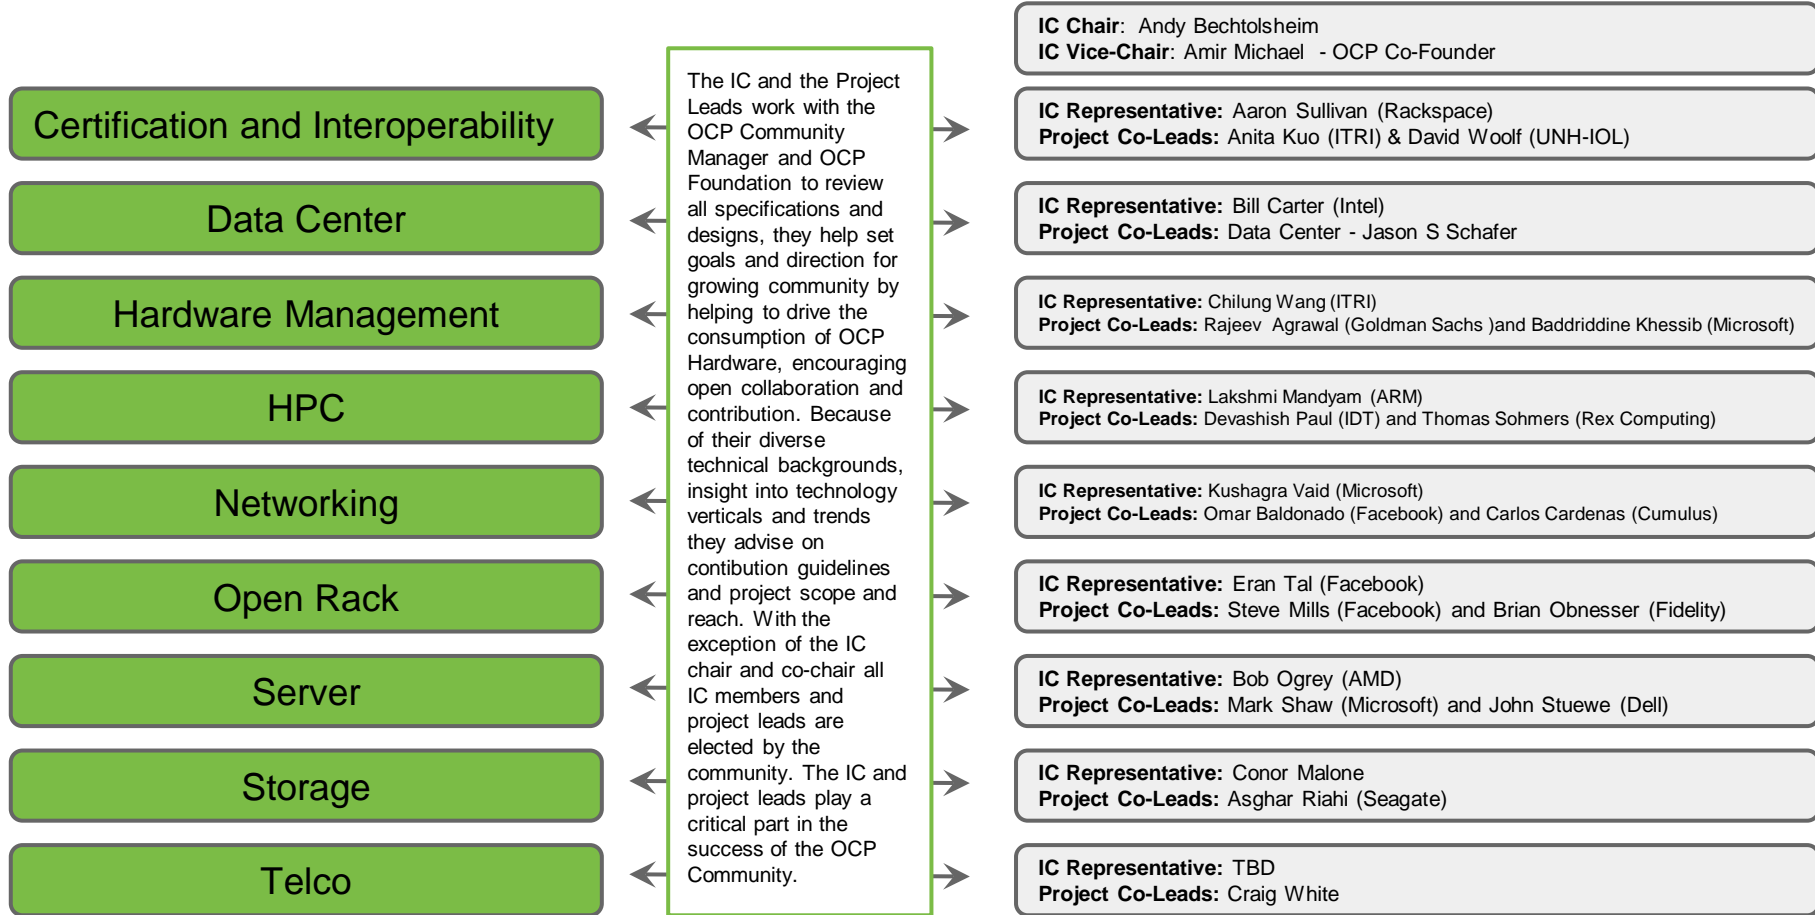 IC Chair:  Andy Bechtolsheim
IC Vice-Chair: Amir Michael  - OCP Co-Founder
Certification and Interoperability
Data Center
Hardware Management
HPC
Networking
Open Rack
Server
Storage
Telco
The IC and the Project
Leads work with the
OCP Community
Manager and OCP
Foundation to review
all specifications and
designs, they help set
goals and direction for
growing community by
helping to drive the
consumption of OCP
Hardware, encouraging
open collaboration and
contribution. Because
of their diverse
technical backgrounds,
insight into technology
verticals and trends
they advise on
contibution guidelines
and project scope and
reach. With the
exception of the IC
chair and co-chair all
IC members and
project leads are
elected by the
community. The IC and
project leads play a
critical part in the
success of the OCP
Community.
IC Representative: Aaron Sullivan (Rackspace)
Project Co-Leads: Anita Kuo (ITRI) & David Woolf (UNH-IOL)
IC Representative: Bill Carter (Intel)
Project Co-Leads: Data Center - Jason S Schafer
IC Representative: Chilung Wang (ITRI)
Project Co-Leads: Rajeev  Agrawal (Goldman Sachs )and Baddriddine Khessib (Microsoft)
IC Representative: Lakshmi Mandyam (ARM)
Project Co-Leads: Devashish Paul (IDT) and Thomas Sohmers (Rex Computing)
IC Representative: Kushagra Vaid (Microsoft)
Project Co-Leads: Omar Baldonado (Facebook) and Carlos Cardenas (Cumulus)
IC Representative: Eran Tal (Facebook)
Project Co-Leads: Steve Mills (Facebook) and Brian Obnesser (Fidelity)
IC Representative: Bob Ogrey (AMD)
Project Co-Leads: Mark Shaw (Microsoft) and John Stuewe (Dell)
IC Representative: Conor Malone
Project Co-Leads: Asghar Riahi (Seagate)
IC Representative: TBD
Project Co-Leads: Craig White